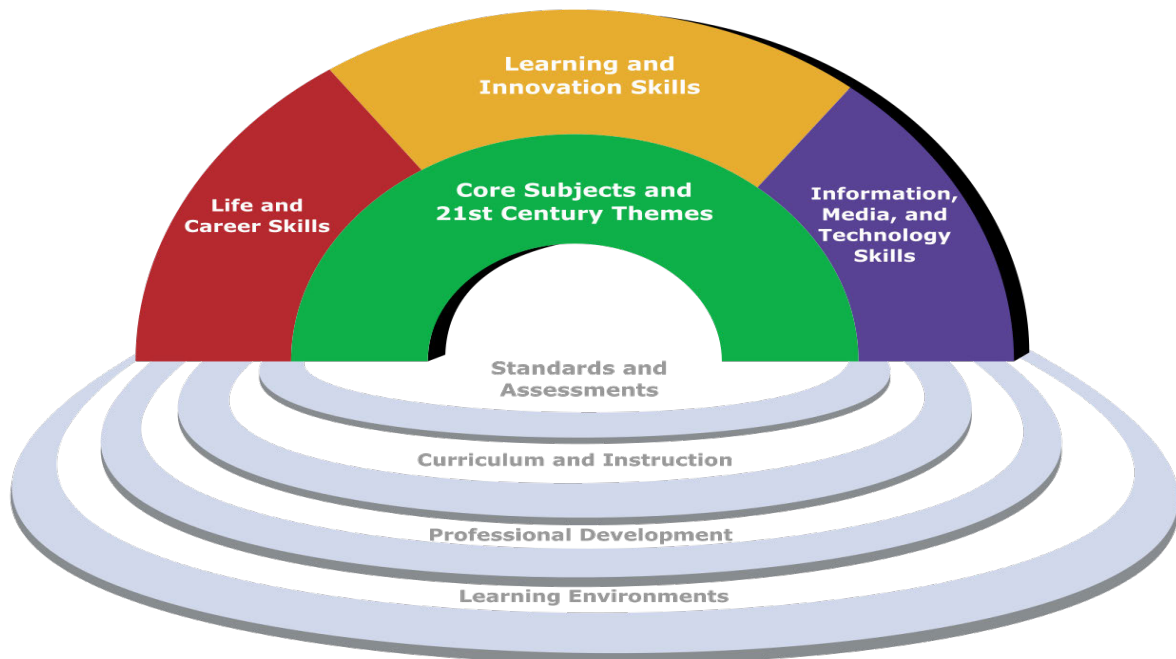 Learning and
Innovation Skills
Core Subjects and
21st Century Themes
Life and
Career Skills
Information,
Media, and
Technology
Skills
Standards and
Assessments
Curriculum and Instruction
Professional Development
Learning Environments